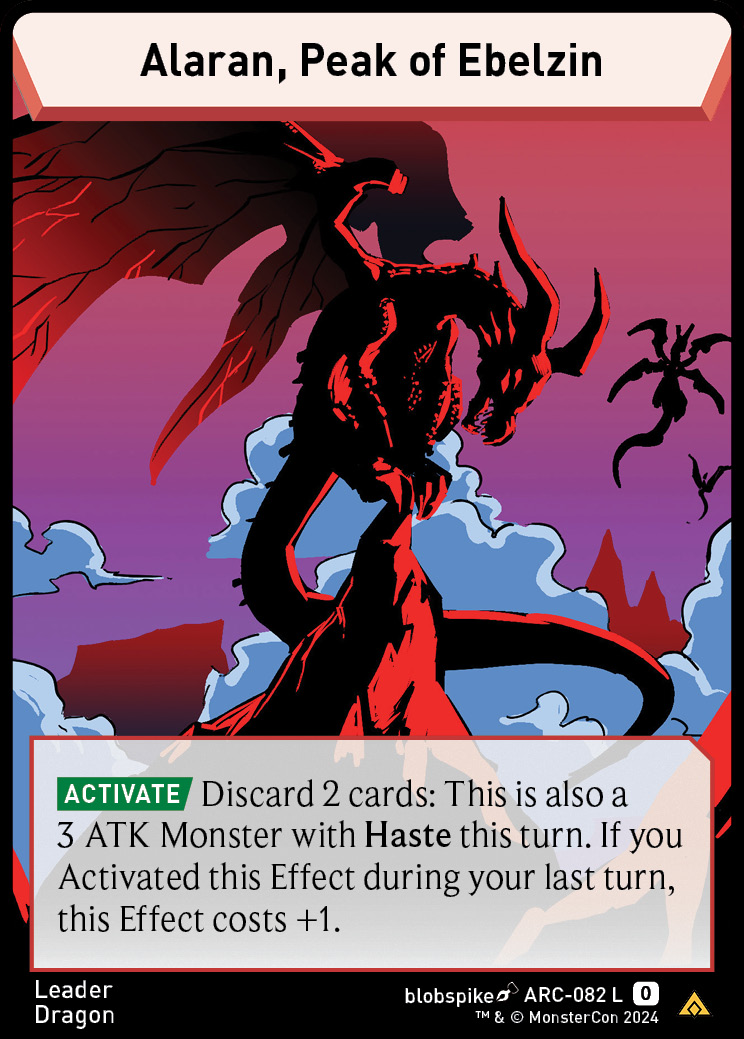 Alaran, Peak of Ebelzin
ACTIVATE Discard 2 cards: This is also a
3 ATK Monster with Haste this turn. If you
Activated this Effect during your last turn,
this Effect costs +1.
Leader
Dragon
blobspike ARC-082 L 0
™ & © MonsterCon 2024